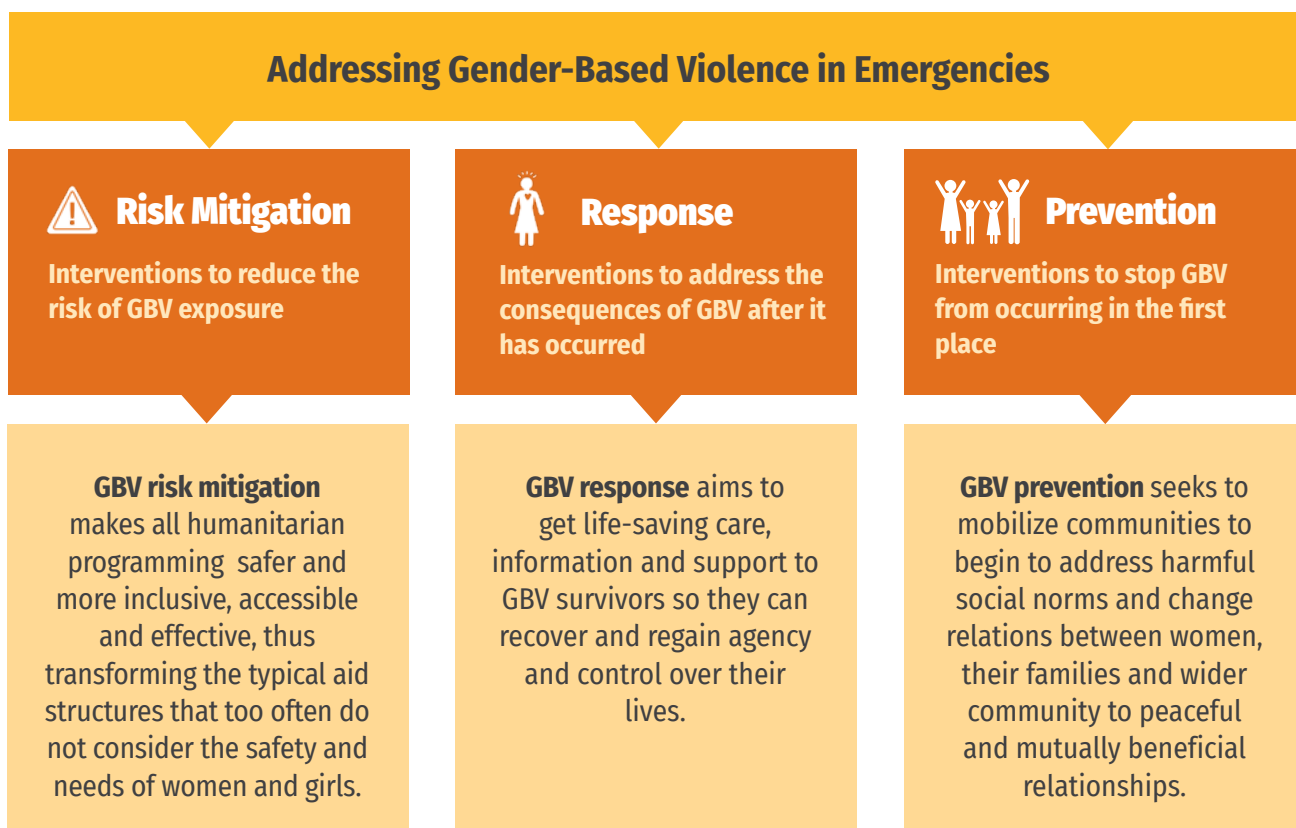 Addressing Gender-Based Violence in Emergencies
Risk Mitigation
Interventions to reduce the
risk of GBV exposure
GBV risk mitigation
makes all humanitarian
programming safer and
more inclusive, accessible
and effective, thus
transforming the typical aid
structures that too often do
not consider the safety and
needs of women and girls.
Response
Interventions to address the
consequences of GBV after it
has occurred
GBV response aims to
get life-saving care,
information and support to
GBV survivors so they can
recover and regain agency
and control over their
lives.
Prevention
Interventions to stop GBV
from occurring in the first
place
GBV prevention seeks to
mobilize communities to
begin to address harmful
social norms and change
relations between women,
their families and wider
community to peaceful
and mutually beneficial
relationships.